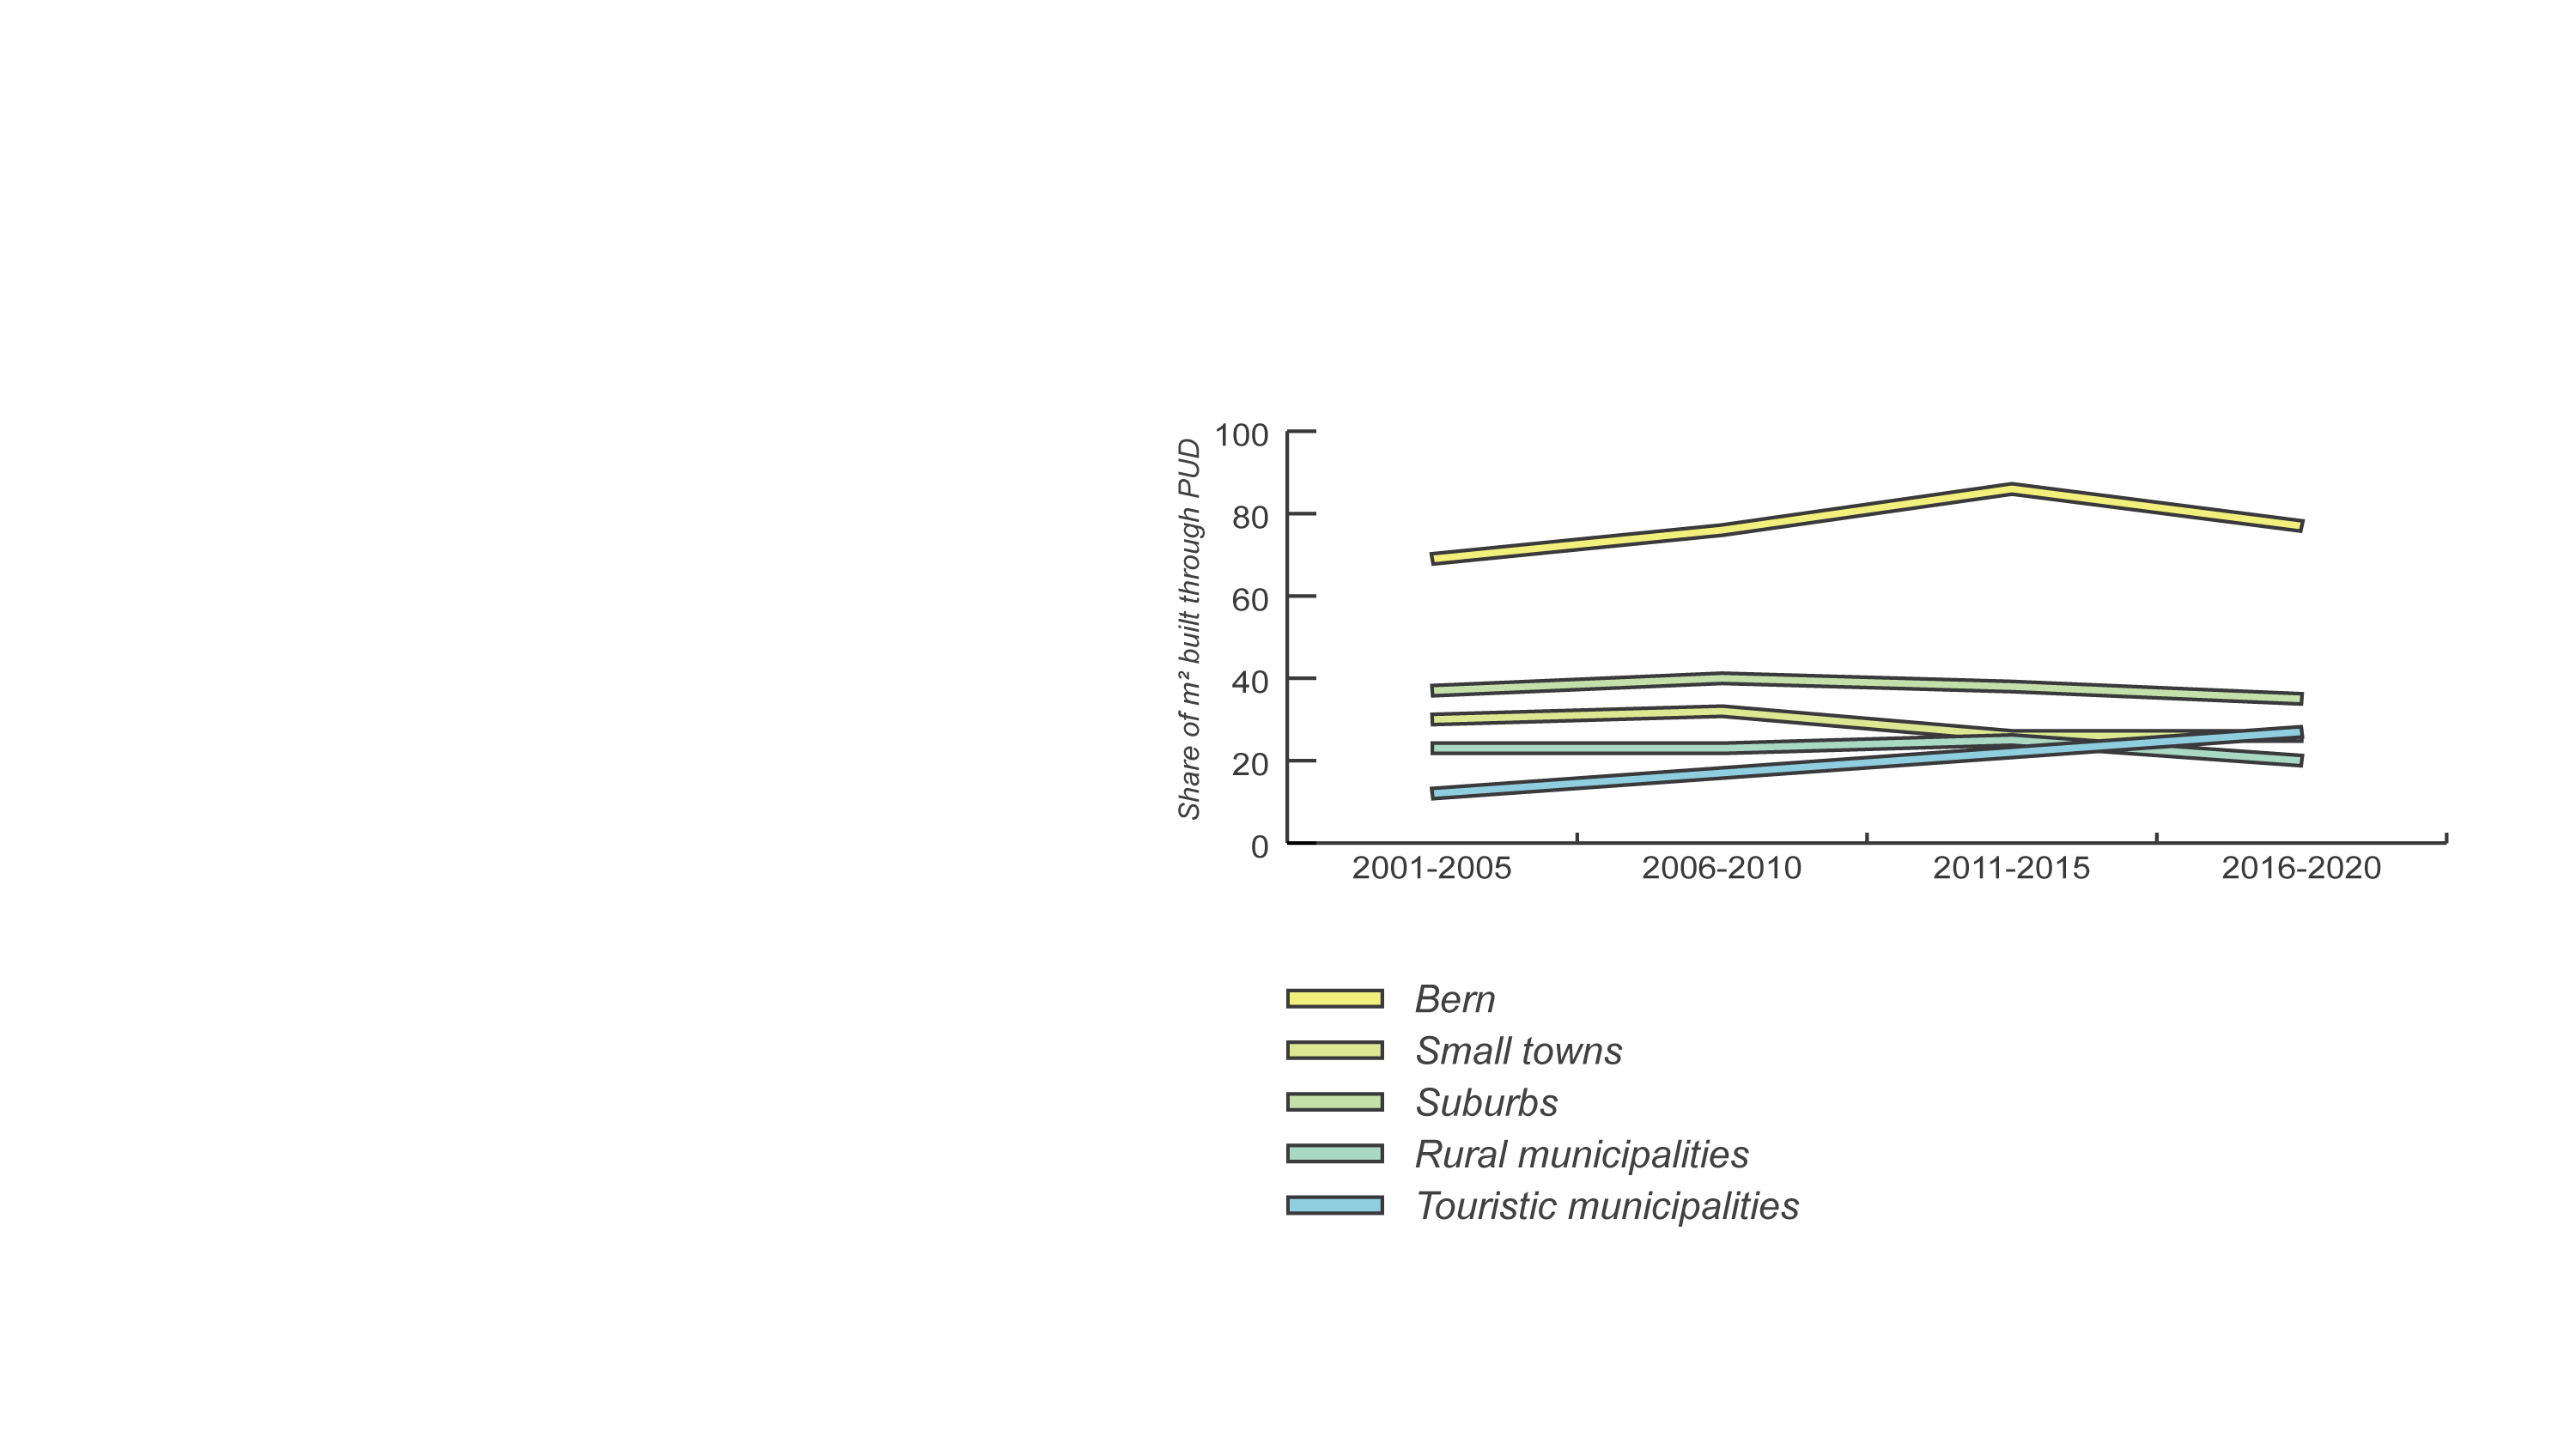 Share of m² built through PUD
100
80
60
40
20
0
2001-2005 2006-2010 2011-2015 2016-2020
Bern
Small towns
Suburbs
Rural municipalities
Touristic municipalities